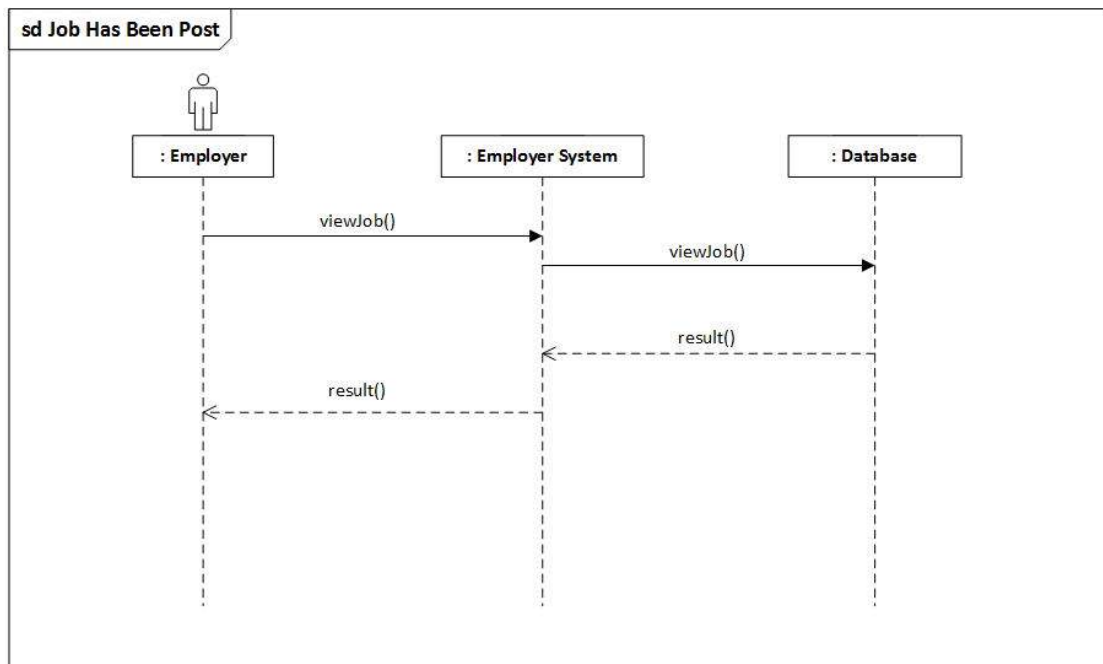 sd Job Has Been Post
: Employer
: Employer System
: Database
viewJob()
viewJob()
result()
result()